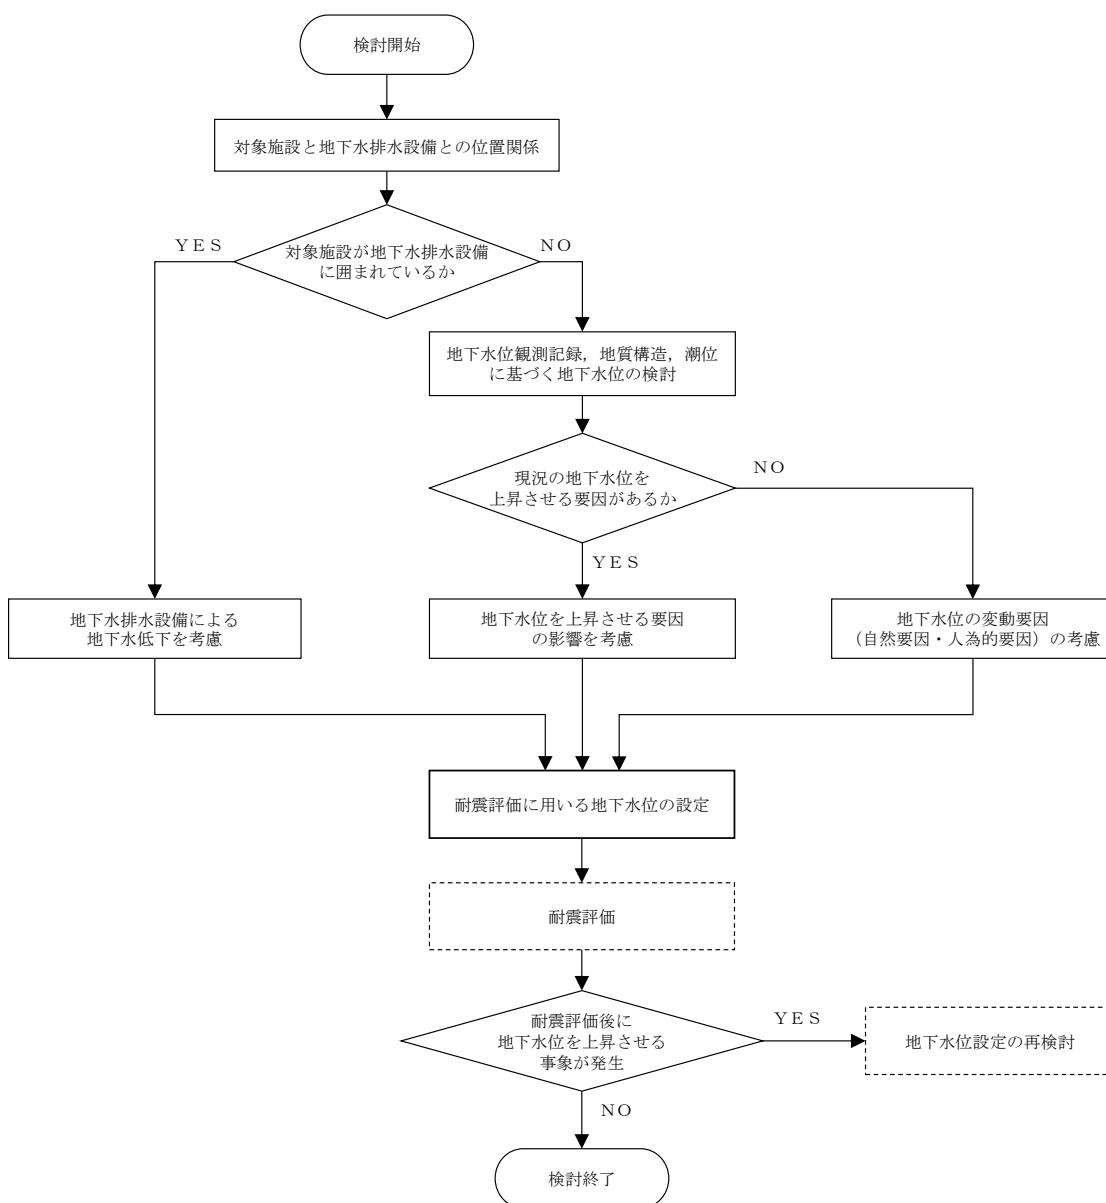 検討開始
対象施設と地下水排水設備との位置関係
対象施設が地下水排水設備
に囲まれているか
ＹＥＳ
ＮＯ
地下水位観測記録，地質構造，潮位
に基づく地下水位の検討
現況の地下水位を
上昇させる要因があるか
ＮＯ
ＹＥＳ
地下水排水設備による
地下水低下を考慮
地下水位を上昇させる要因
の影響を考慮
地下水位の変動要因
（自然要因・人為的要因）の考慮
耐震評価に用いる地下水位の設定
耐震評価
耐震評価後に
地下水位を上昇させる
事象が発生
ＹＥＳ
地下水位設定の再検討
ＮＯ
検討終了